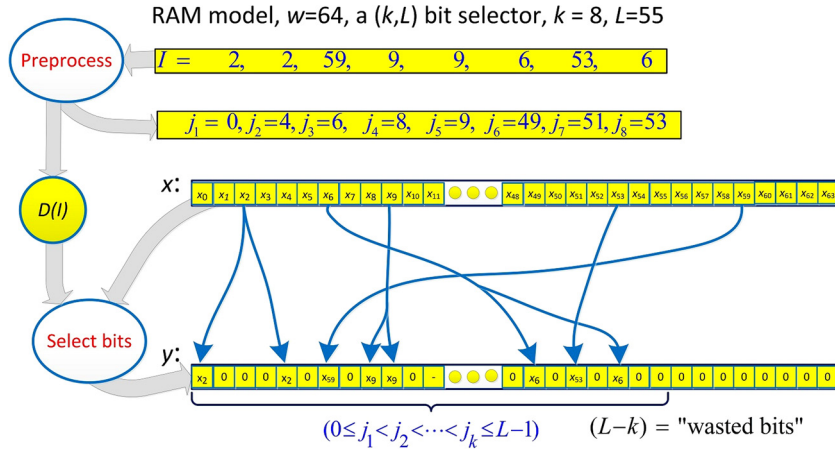 RAM model, w=64, a (k,L) bit selector, k = 8, L=55
Preprocess
I = 2, 2, 59, 9, 9, 6, 53, 6
j₁ = 0, j₂=4, j₃=6, j₄=8, j₅=9, j₆=49, j₇=51, j₈=53
x:
x₀ x₁ x₂ x₃ x₄ x₅ x₆ x₇ x₈ x₉ x₁₀ x₁₁ x₄₈ x₄₉ x₅₀ x₅₁ x₅₂ x₅₃ x₅₄ x₅₅ x₅₆ x₅₇ x₅₈ x₅₉ x₆₀ x₆₁ x₆₂ x₆₃
D(I)
Select bits
y:
x₂ 0 0 0 x₂ 0 x₅₉ 0 x₉ x₉ 0 - 0 x₆ 0 x₅₃ 0 x₆ 0 0 0 0 0 0 0 0 0 0
(0≤ j₁< j₂<⋯< jₖ≤L−1)
(L−k) = "wasted bits"